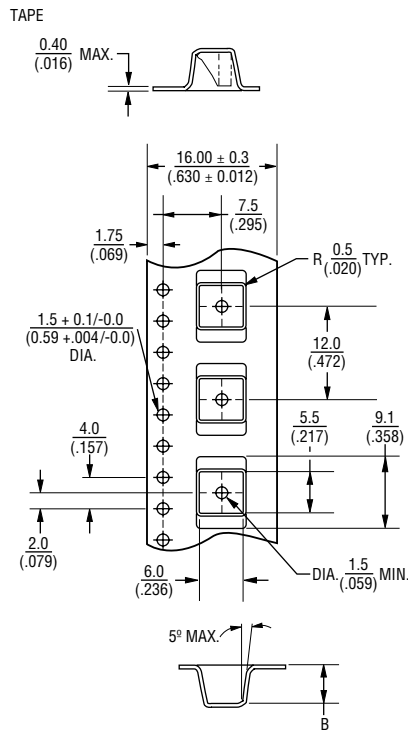 TAPE
0.40
(.016)
MAX.
16.00 ± 0.3
(.630 ± 0.012)
7.5
(.295)
1.75
(.069)
R 0.5
(.020)
TYP.
1.5 + 0.1/-0.0
(0.59 +.004/-0.0)
DIA.
12.0
(.472)
4.0
(.157)
5.5
(.217)
9.1
(.358)
2.0
(.079)
6.0
(.236)
DIA. 1.5
(.059)
MIN.
5º MAX.
B